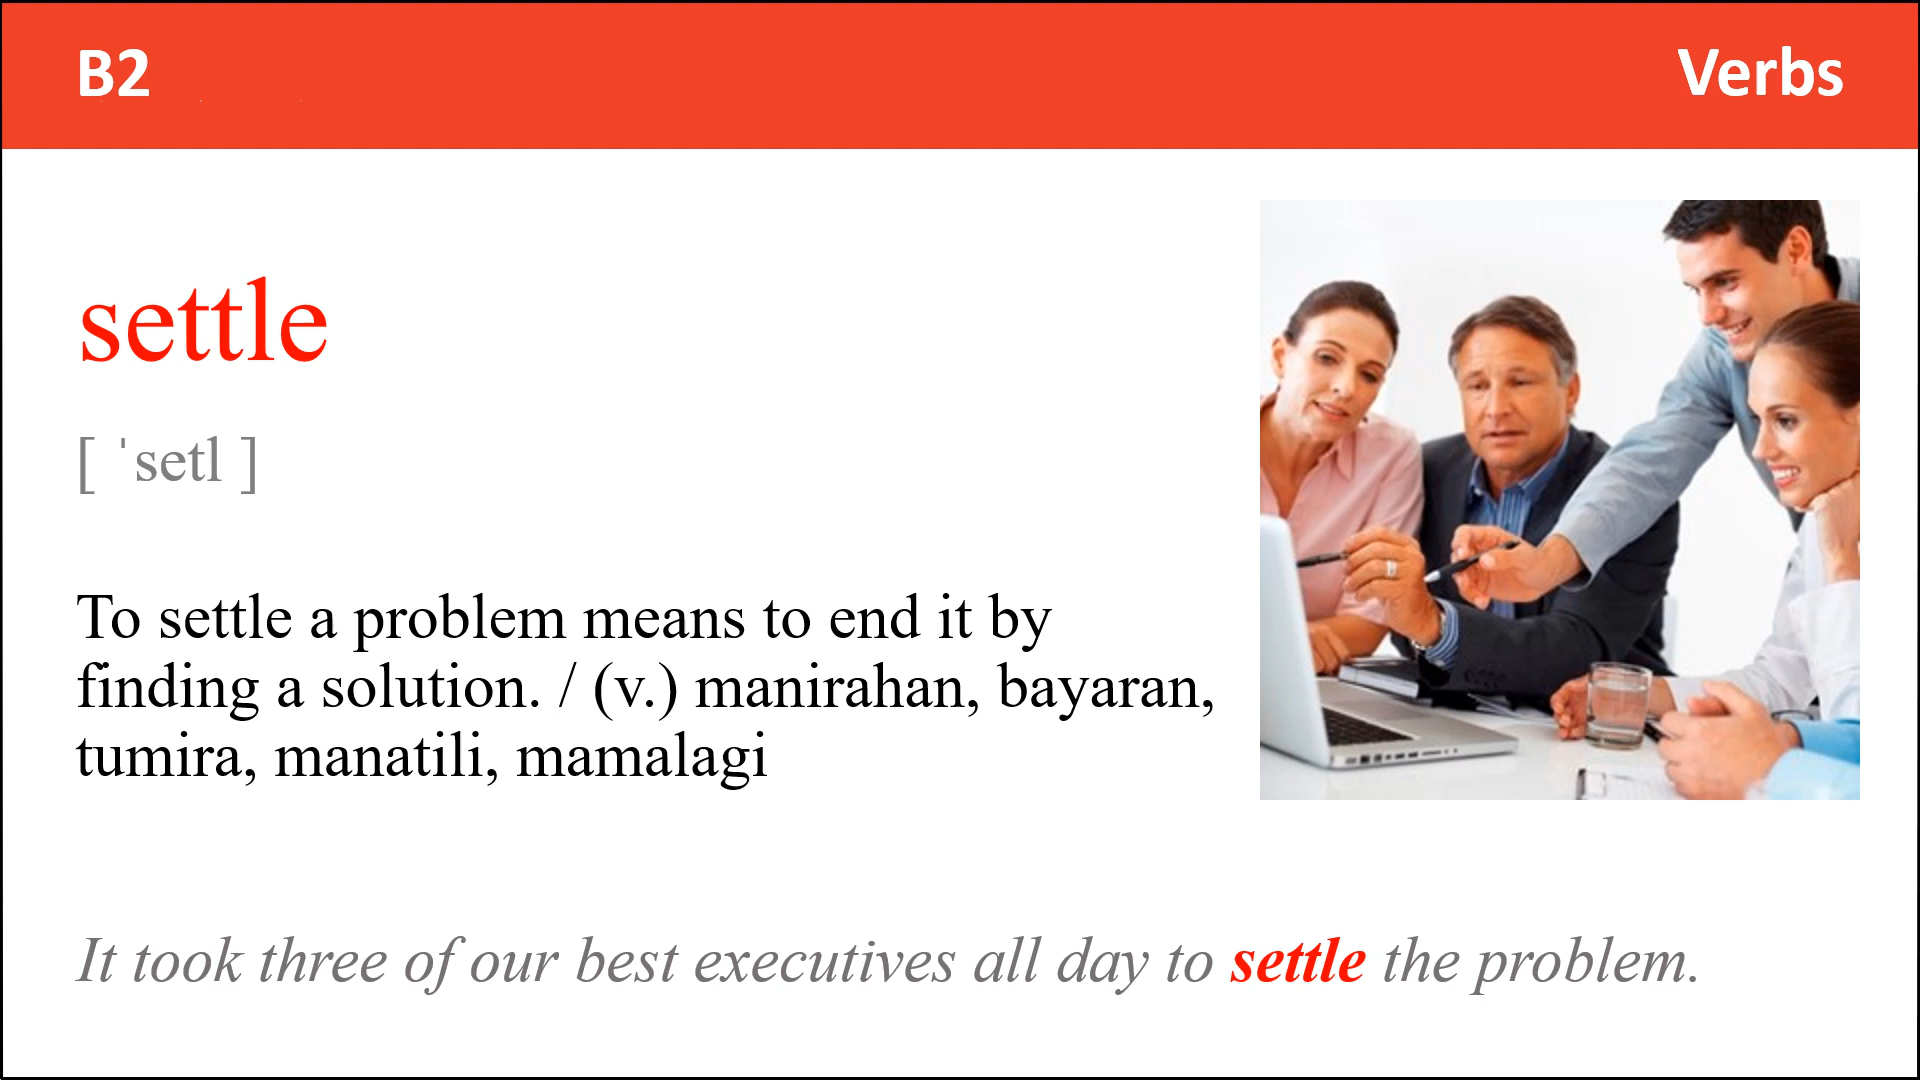 B2
Verbs
settle
[ ˈsetl ]
To settle a problem means to end it by
finding a solution. / (v.) manirahan, bayaran,
tumira, manatili, mamalagi
It took three of our best executives all day to settle the problem.